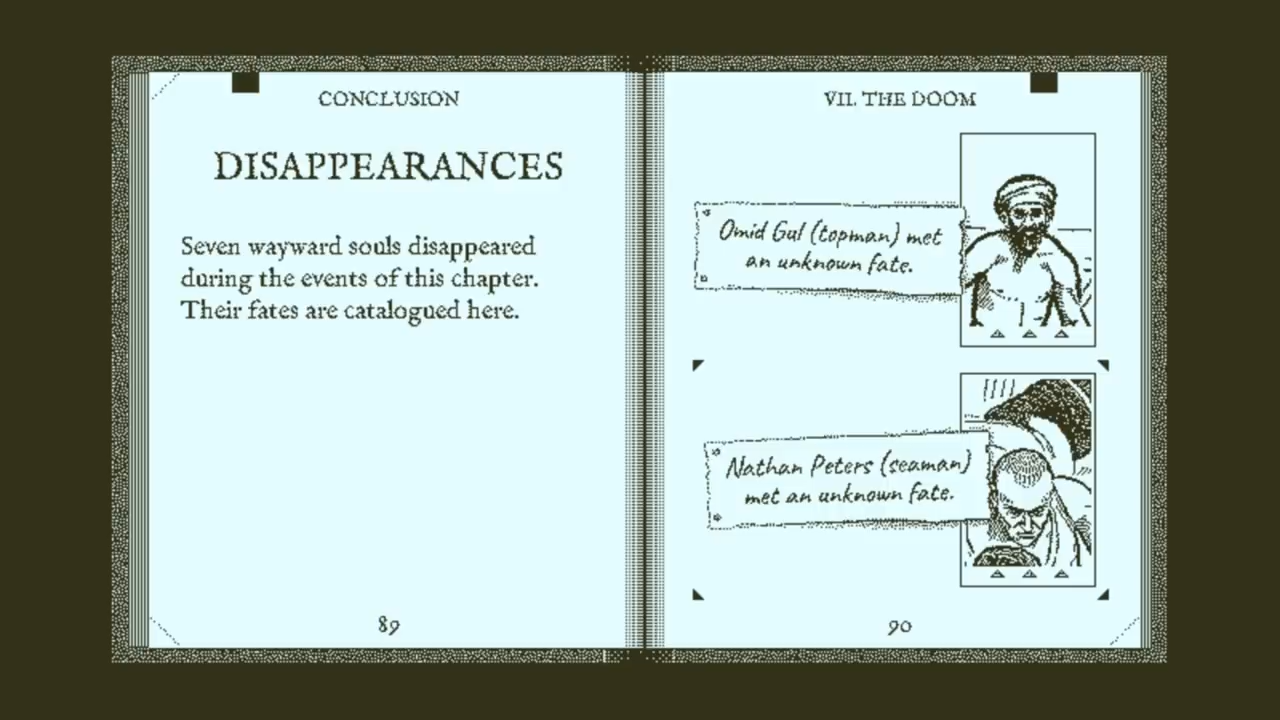 CONCLUSION
DISAPPEARANCES
Seven wayward souls disappeared
during the events of this chapter.
Their fates are catalogued here.
89
VII. THE DOOM
Omid Gul (topman) met
an unknown fate.
Nathan Peters (seaman)
met an unknown fate.
90